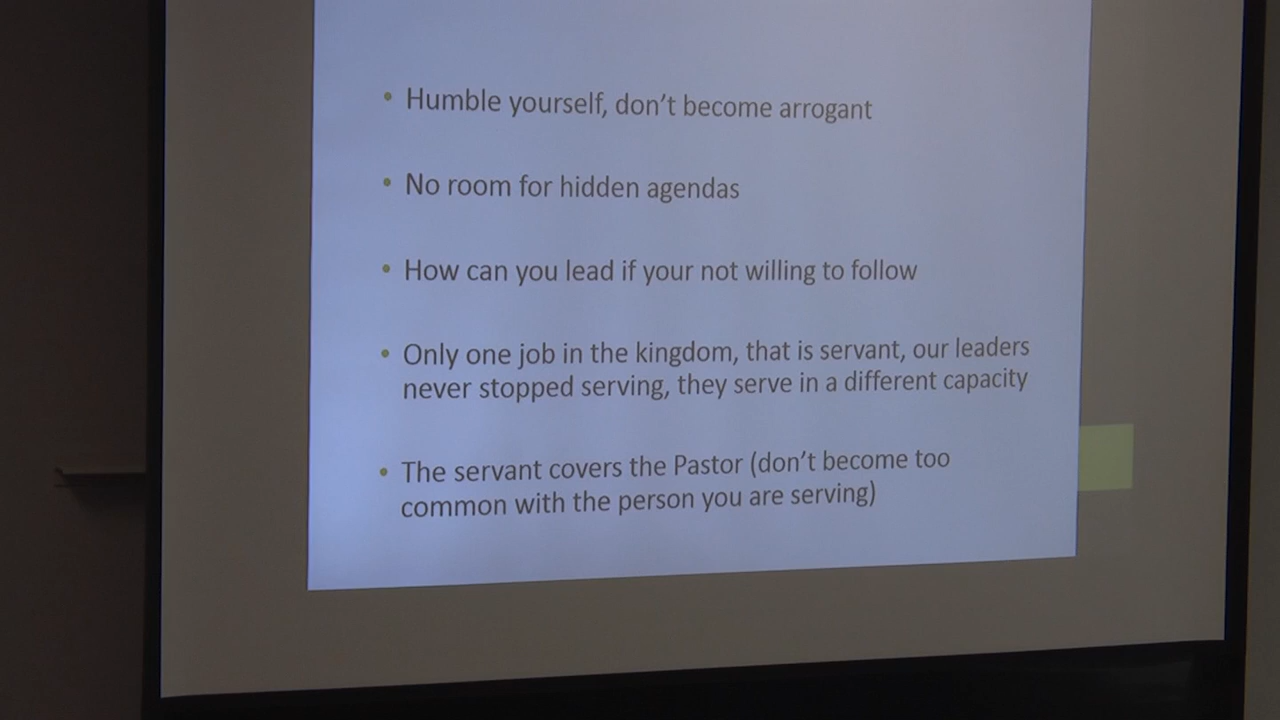 • Humble yourself, don't become arrogant
• No room for hidden agendas
• How can you lead if your not willing to follow
• Only one job in the kingdom, that is servant, our leaders
never stopped serving, they serve in a different capacity
• The servant covers the Pastor (don't become too
common with the person you are serving)